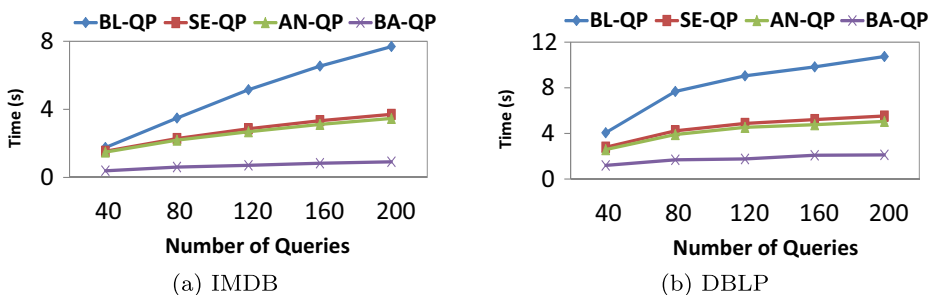 BL-QP SE-QP AN-QP BA-QP
8
4
0
Time (s)
40 80 120 160 200
Number of Queries
(a) IMDB
BL-QP SE-QP AN-QP BA-QP
12
8
4
0
Time (s)
40 80 120 160 200
Number of Queries
(b) DBLP